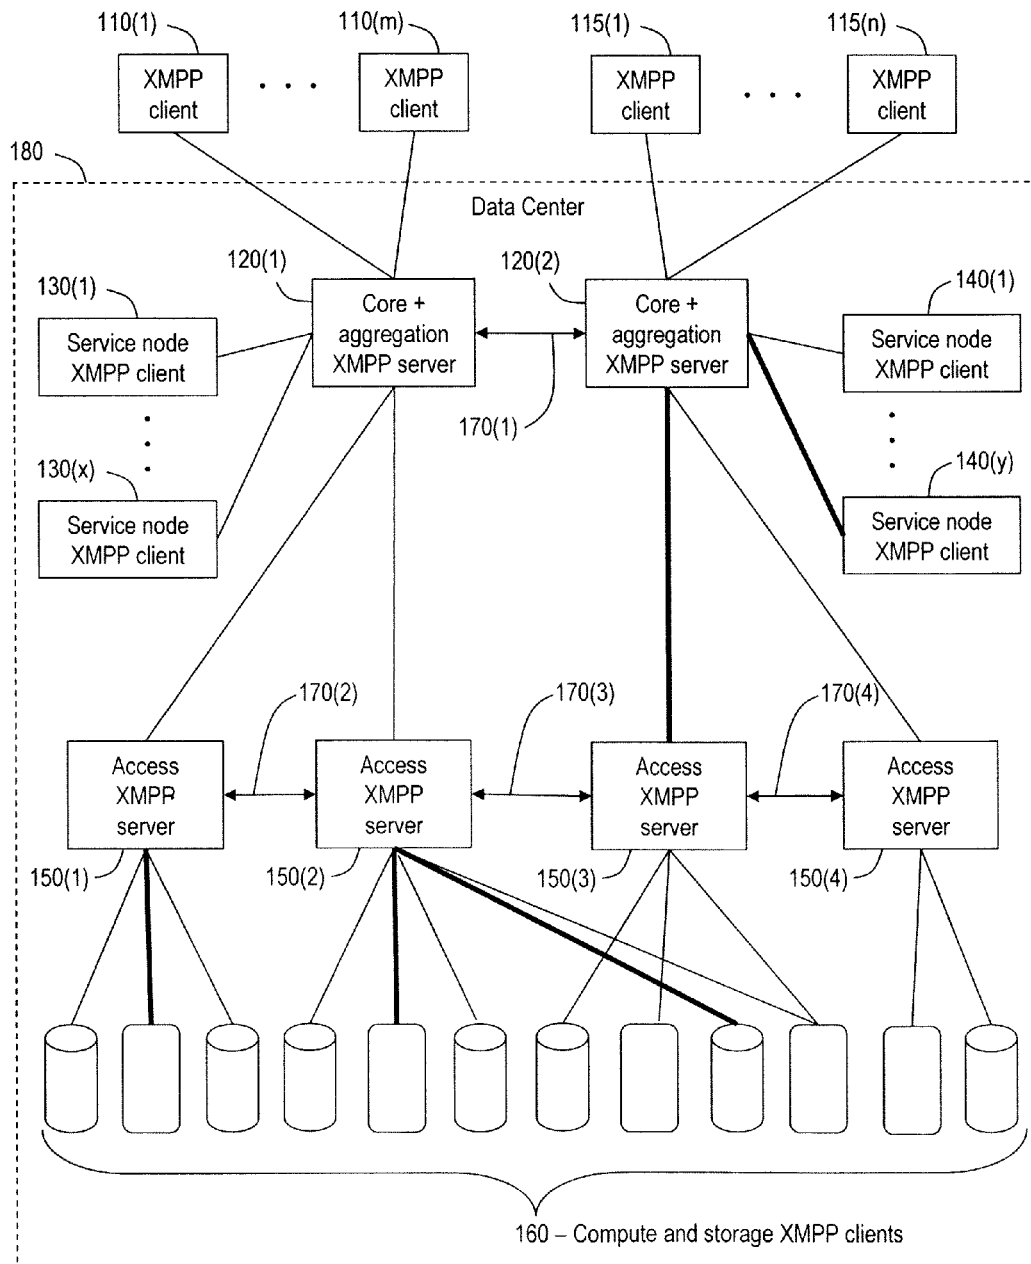 110(1)
110(m)
115(1)
115(n)
XMPP
client
XMPP
client
XMPP
client
XMPP
client
180
Data Center
120(1)
120(2)
130(1)
140(1)
Core +
aggregation
XMPP server
Core +
aggregation
XMPP server
Service node
XMPP client
Service node
XMPP client
170(1)
130(x)
140(y)
Service node
XMPP client
Service node
XMPP client
170(2)
170(3)
170(4)
Access
XMPP
server
Access
XMPP
server
Access
XMPP
server
Access
XMPP
server
150(1)
150(2)
150(3)
150(4)
160 – Compute and storage XMPP clients